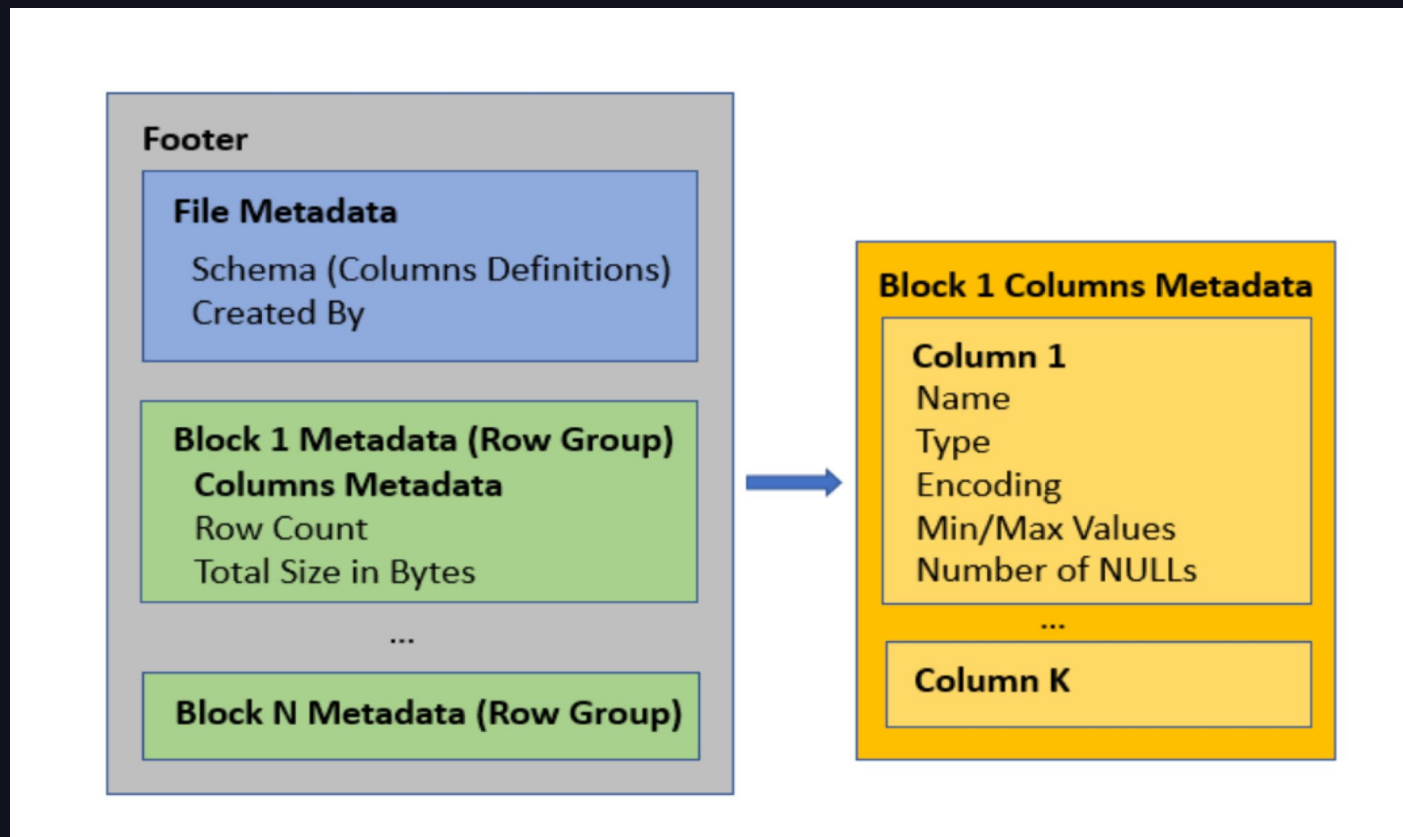 Footer
File Metadata
Schema (Columns Definitions)
Created By
Block 1 Metadata (Row Group)
Columns Metadata
Row Count
Total Size in Bytes
...
Block N Metadata (Row Group)
Block 1 Columns Metadata
Column 1
Name
Type
Encoding
Min/Max Values
Number of NULLs
...
Column K